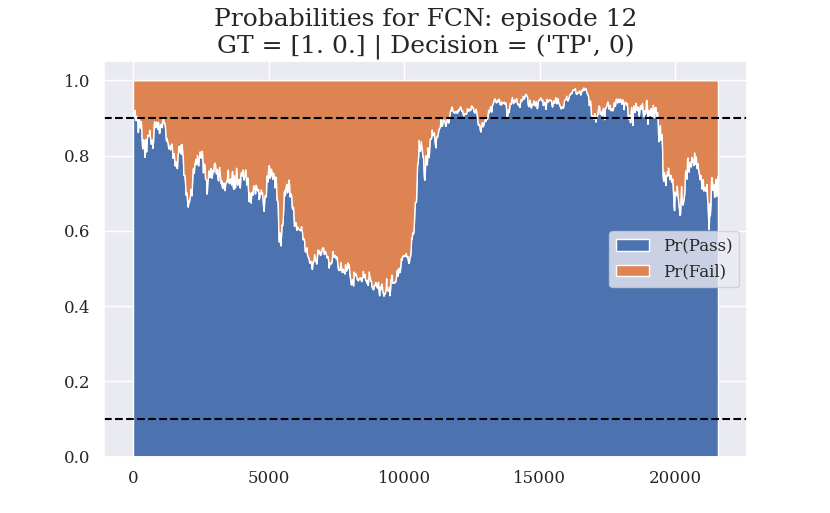 Probabilities for FCN: episode 12
GT = [1. 0.] | Decision = ('TP', 0)
1.0
0.8
0.6
0.4
0.2
0.0
Pr(Pass)
Pr(Fail)
0 5000 10000 15000 20000